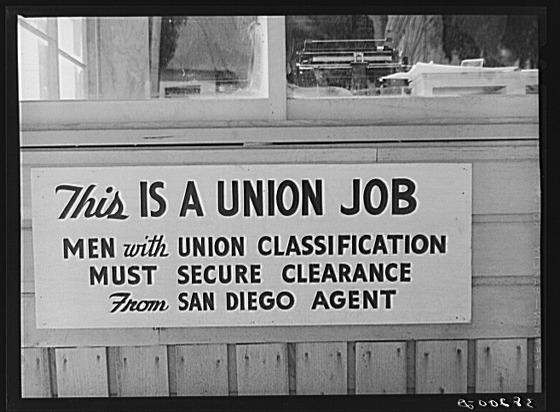 This IS A UNION JOB
MEN with UNION CLASSIFICATION
MUST SECURE CLEARANCE
From SAN DIEGO AGENT